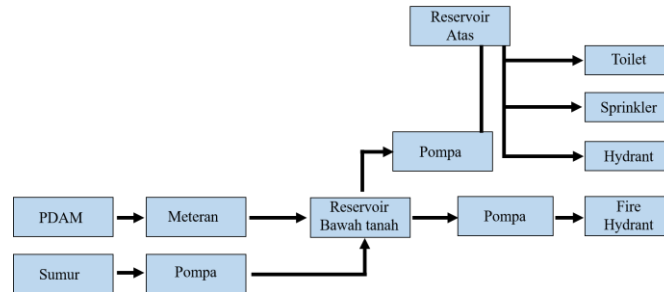 Reservoir
Atas
Toilet
Sprinkler
Pompa
Hydrant
PDAM
Meteran
Reservoir
Bawah tanah
Pompa
Fire
Hydrant
Sumur
Pompa